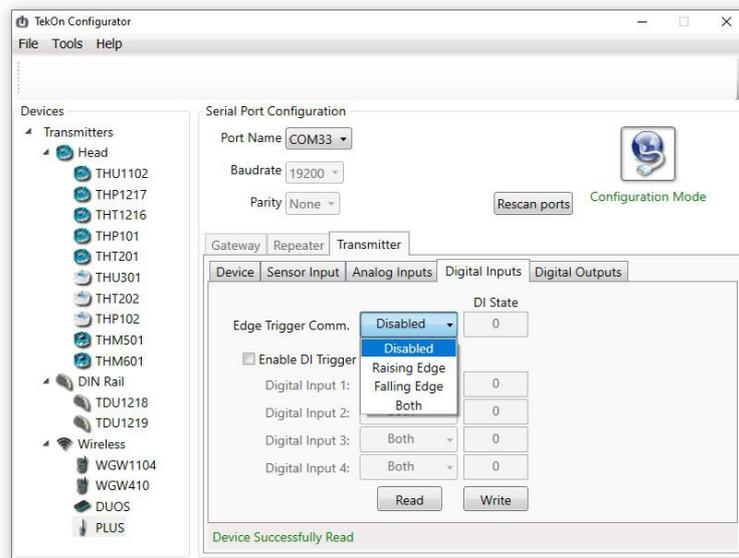 TekOn Configurator
File Tools Help
Devices
Transmitters
Head
THU1102
THP1217
THT1216
THP101
THT201
THU301
THT202
THP102
THM501
THM601
DIN Rail
TDU1218
TDU1219
Wireless
WGW1104
WGW410
DUOS
PLUS
Serial Port Configuration
Port Name COM33
Baudrate 19200
Parity None
Rescan ports
Configuration Mode
Gateway Repeater Transmitter
Device Sensor Input Analog Inputs Digital Inputs Digital Outputs
DI State
Edge Trigger Comm. Disabled 0
Disabled
Enable DI Trigger
Raising Edge
Falling Edge
Both
Digital Input 1: 0
Digital Input 2: 0
Digital Input 3: Both 0
Digital Input 4: Both 0
Read Write
Device Successfully Read